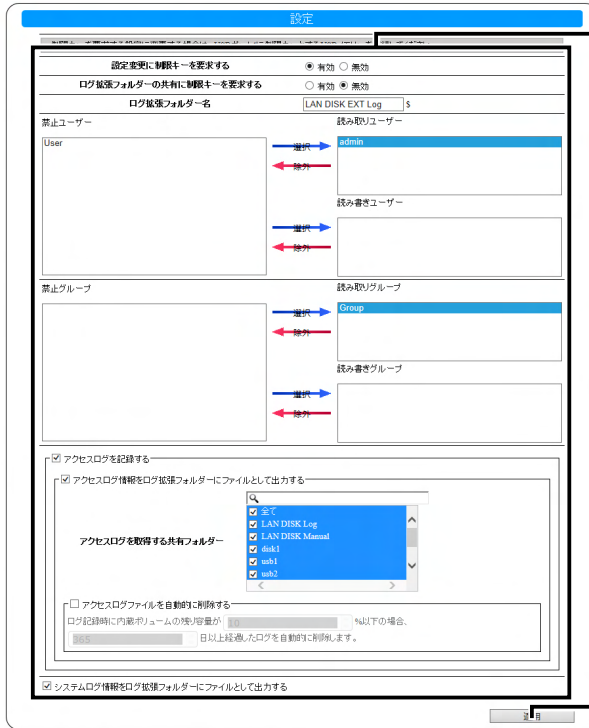 設定
設定変更に制限キーを要求する
有効 無効
ログ拡張フォルダーの共有に制限キーを要求する
有効 無効
ログ拡張フォルダー名
LAN DISK EXT Log $
禁止ユーザー
User
選択
除外
読み取りユーザー
admin
選択
除外
読み書きユーザー
禁止グループ
選択
除外
読み取りグループ
Group
選択
除外
読み書きグループ
アクセスログを記録する
アクセスログ情報をログ拡張フォルダーにファイルとして出力する
アクセスログを取得する共有フォルダー
全て
LAN DISK Log
LAN DISK Manual
disk1
usb1
usb2
アクセスログファイルを自動的に削除する
ログ記録時に内蔵ボリュームの残り容量が 10 %以下の場合、
365 日以上経過したログを自動的に削除します。
システムログ情報をログ拡張フォルダーにファイルとして出力する
適用